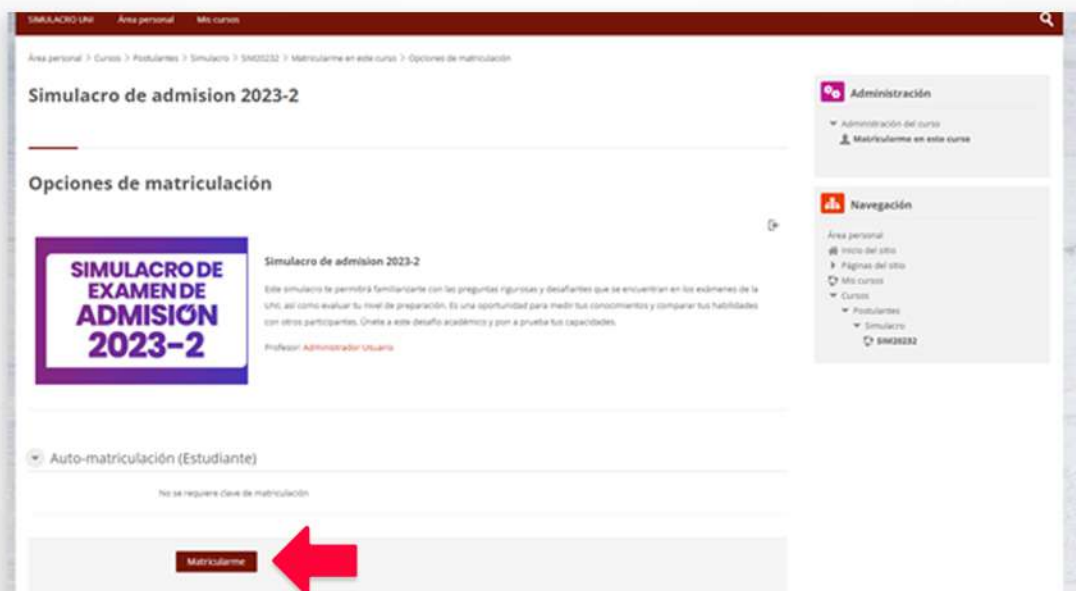 SIMULACRO UNI Área personal Mis cursos
Área personal > Cursos > Postulantes > Simulacro > SIM20232 > Matricularme en este curso > Opciones de matriculación
Simulacro de admision 2023-2
Opciones de matriculación
SIMULACRO DE
EXAMEN DE
ADMISIÓN
2023-2
Simulacro de admision 2023-2
Este simulacro te permitirá familiarizarte con las preguntas rigurosas y desafiantes que se encuentran en los exámenes de la
UNI, así como evaluar tu nivel de preparación. Es una oportunidad para medir tus conocimientos y comparar tus habilidades
con otros participantes. Únete a este desafío académico y pon a prueba tus capacidades.
Profesor: Administrador Usuario
Auto-matriculación (Estudiante)
No se requiere clave de matriculación
Matricularme
Administración
Administración del curso
Matricularme en este curso
Navegación
Área personal
Inicio del sitio
Páginas del sitio
Mis cursos
Cursos
Postulantes
Simulacro
SIM20232